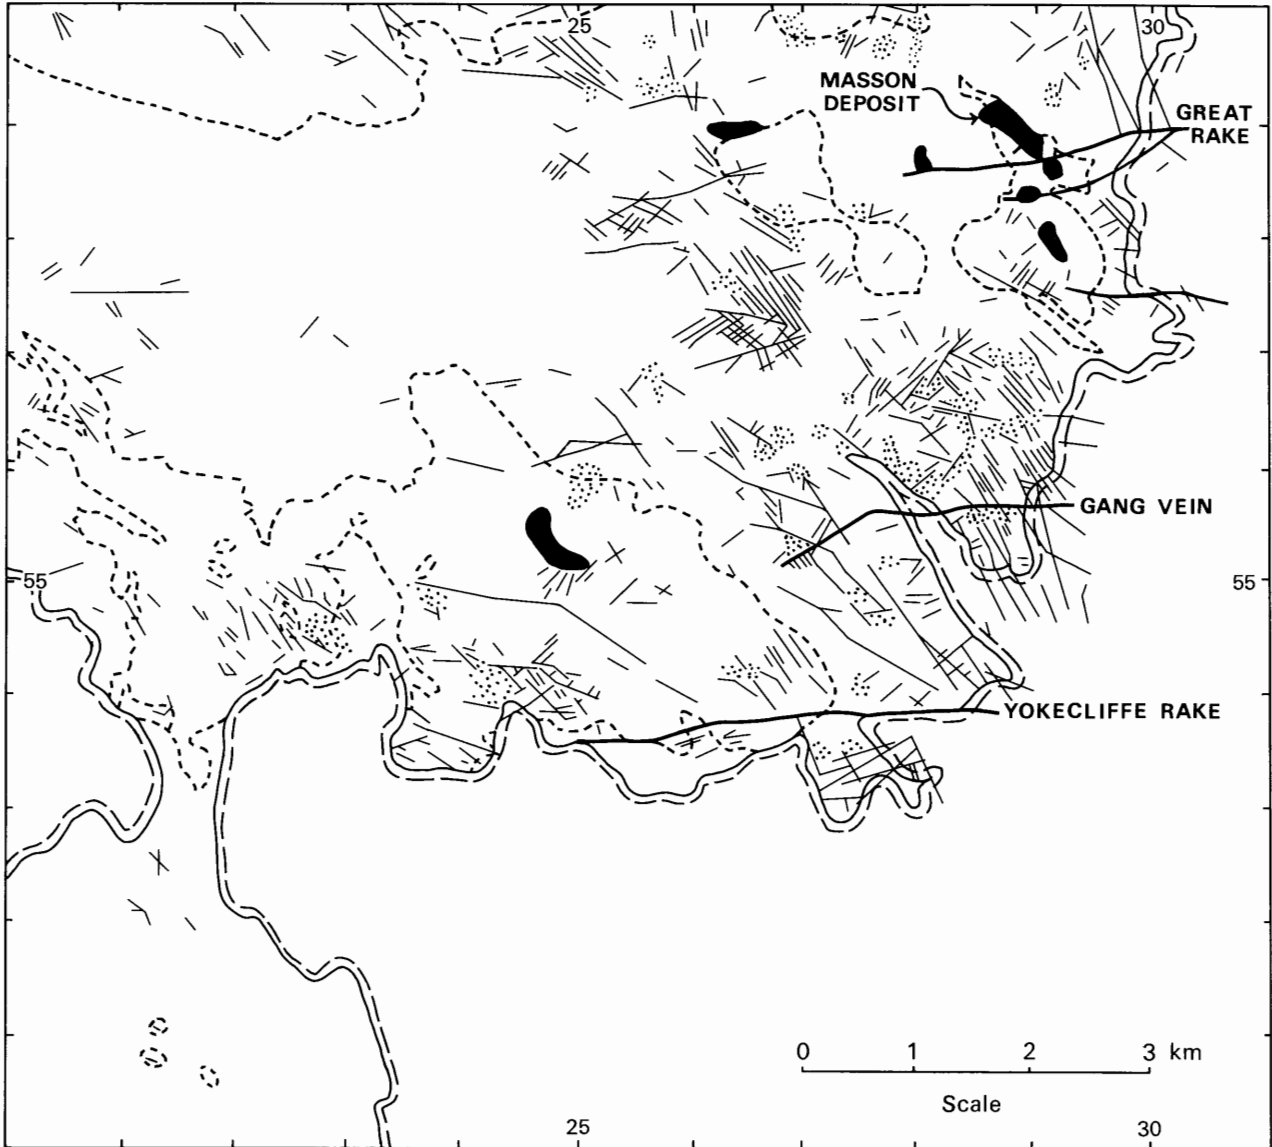 25
30
MASSON
DEPOSIT
GREAT
RAKE
GANG VEIN
55
55
YOKECLIFFE RAKE
0 1 2 3 km
Scale
25
30